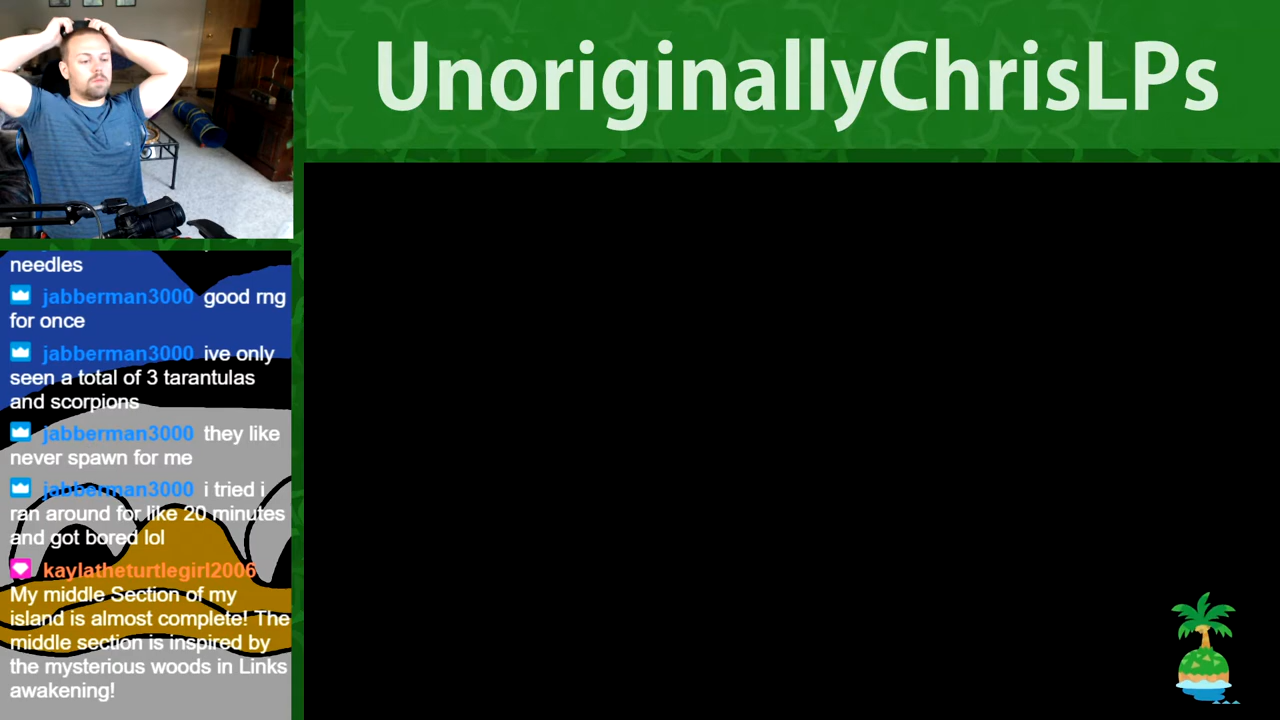 UnoriginallyChrisLPs
needles
jabberman3000 good rng
for once
jabberman3000 ive only
seen a total of 3 tarantulas
and scorpions
jabberman3000 they like
never spawn for me
jabberman3000 i tried i
ran around for like 20 minutes
and got bored lol
kaylatheturtlegirl2006
My middle Section of my
island is almost complete! The
middle section is inspired by
the mysterious woods in Links
awakening!